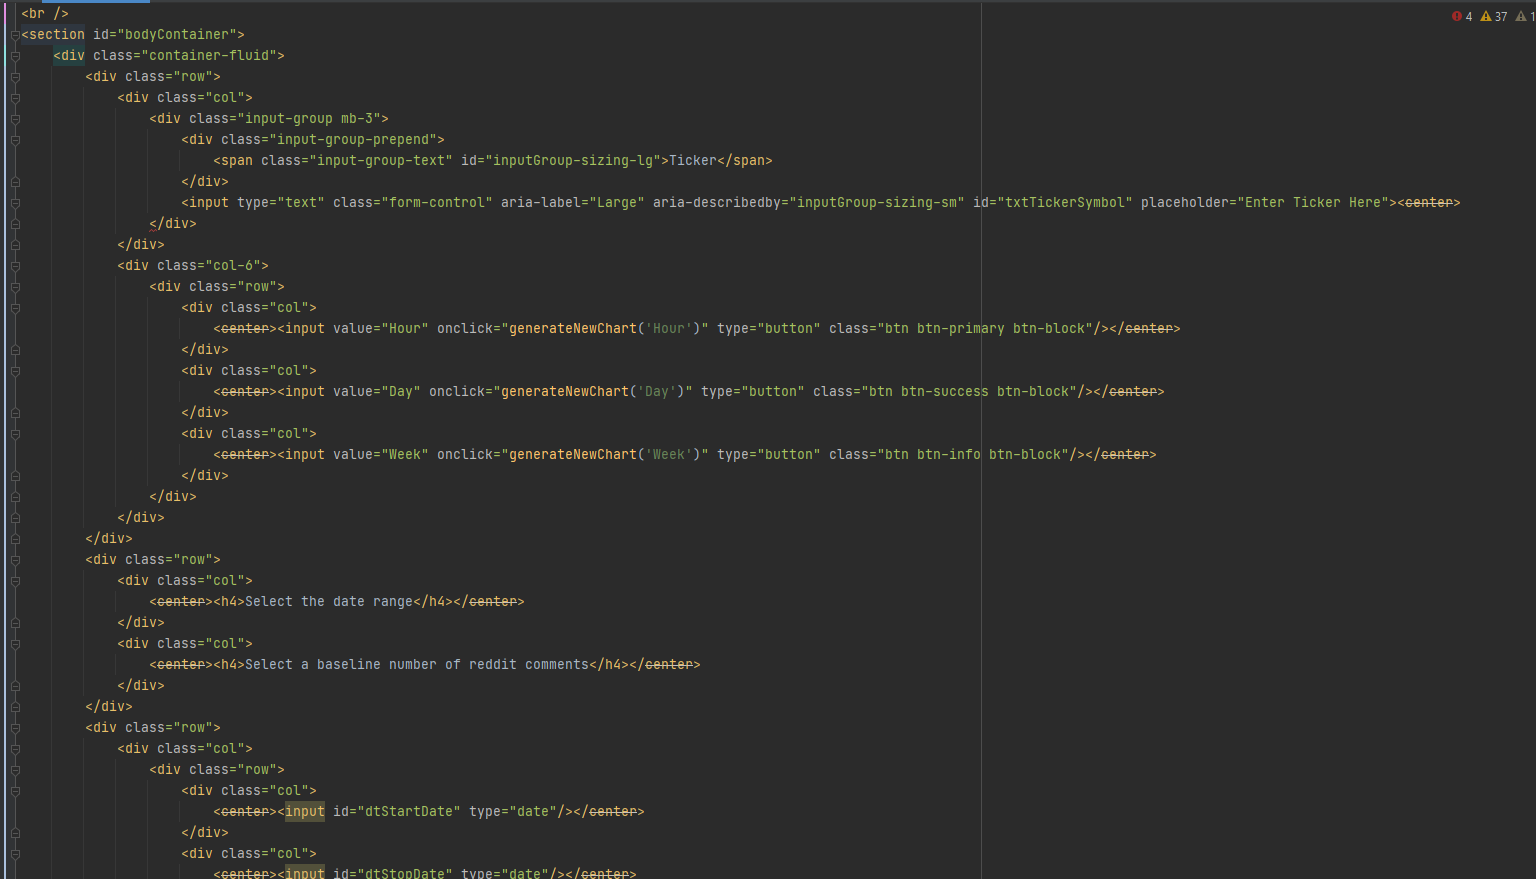 4 37 1
<br />
<section id="bodyContainer">
<div class="container-fluid">
<div class="row">
<div class="col">
<div class="input-group mb-3">
<div class="input-group-prepend">
<span class="input-group-text" id="inputGroup-sizing-lg">Ticker</span>
</div>
<input type="text" class="form-control" aria-label="Large" aria-describedby="inputGroup-sizing-sm" id="txtTickerSymbol" placeholder="Enter Ticker Here"><center>
</div>
</div>
<div class="col-6">
<div class="row">
<div class="col">
<center><input value="Hour" onclick="generateNewChart('Hour')" type="button" class="btn btn-primary btn-block"/></center>
</div>
<div class="col">
<center><input value="Day" onclick="generateNewChart('Day')" type="button" class="btn btn-success btn-block"/></center>
</div>
<div class="col">
<center><input value="Week" onclick="generateNewChart('Week')" type="button" class="btn btn-info btn-block"/></center>
</div>
</div>
</div>
</div>
<div class="row">
<div class="col">
<center><h4>Select the date range</h4></center>
</div>
<div class="col">
<center><h4>Select a baseline number of reddit comments</h4></center>
</div>
</div>
<div class="row">
<div class="col">
<div class="row">
<div class="col">
<center><input id="dtStartDate" type="date"/></center>
</div>
<div class="col">
<center><input id="dtStopDate" type="date"/></center>